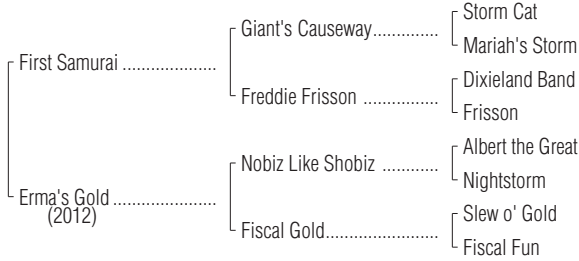 Storm Cat
Giant's Causeway..............
Mariah's Storm
First Samurai ....................
Dixieland Band
Freddie Frisson ................
Frisson
Albert the Great
Nobiz Like Shobiz ............
Nightstorm
Erma's Gold ......................
(2012)
Slew o' Gold
Fiscal Gold........................
Fiscal Fun